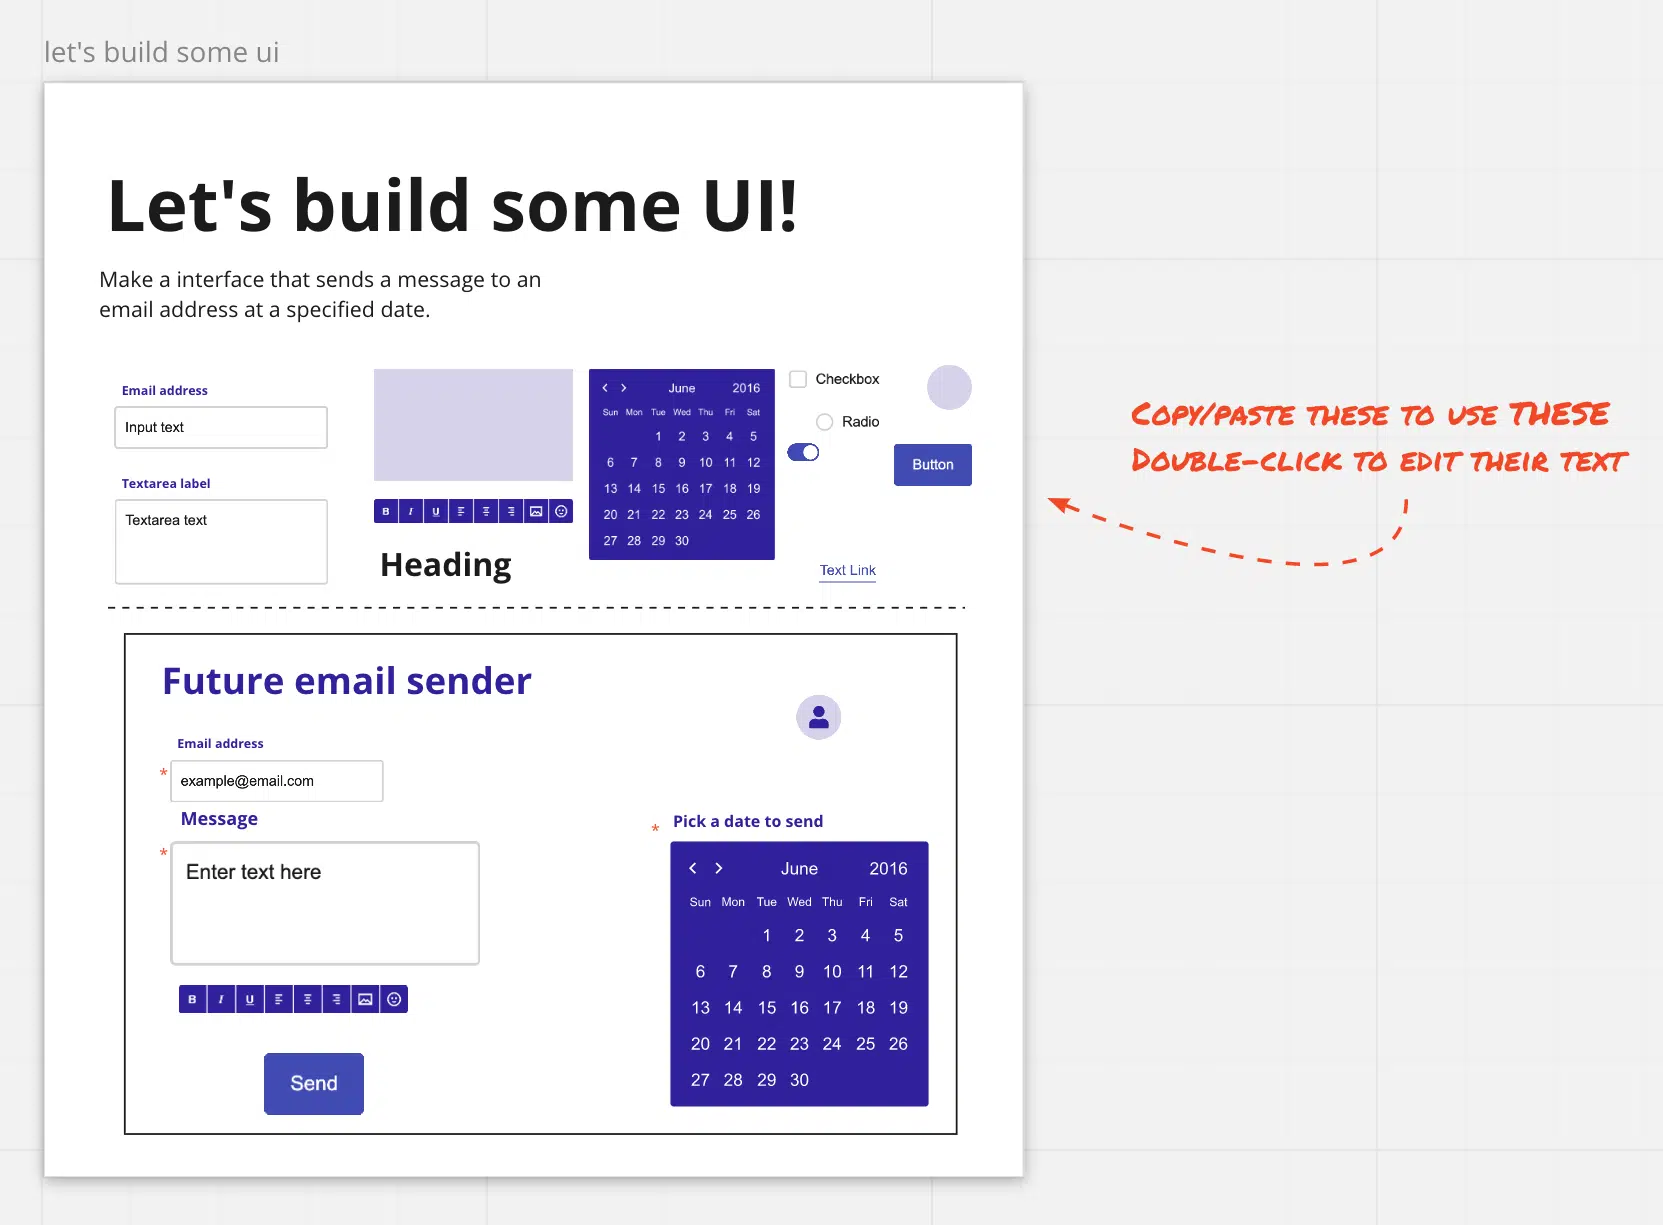 let's build some ui
Let's build some UI!
Make a interface that sends a message to an
email address at a specified date.
Email address
Input text
Textarea label
Textarea text
B I U
Heading
June 2016
Sun Mon Tue Wed Thu Fri Sat
1 2 3 4 5
6 7 8 9 10 11 12
13 14 15 16 17 18 19
20 21 22 23 24 25 26
27 28 29 30
Checkbox
Radio
Button
Text Link
COPY/PASTE THESE TO USE THESE
DOUBLE-CLICK TO EDIT THEIR TEXT
Future email sender
Email address
* example@email.com
Message
* Enter text here
B I U
Send
* Pick a date to send
June 2016
Sun Mon Tue Wed Thu Fri Sat
1 2 3 4 5
6 7 8 9 10 11 12
13 14 15 16 17 18 19
20 21 22 23 24 25 26
27 28 29 30